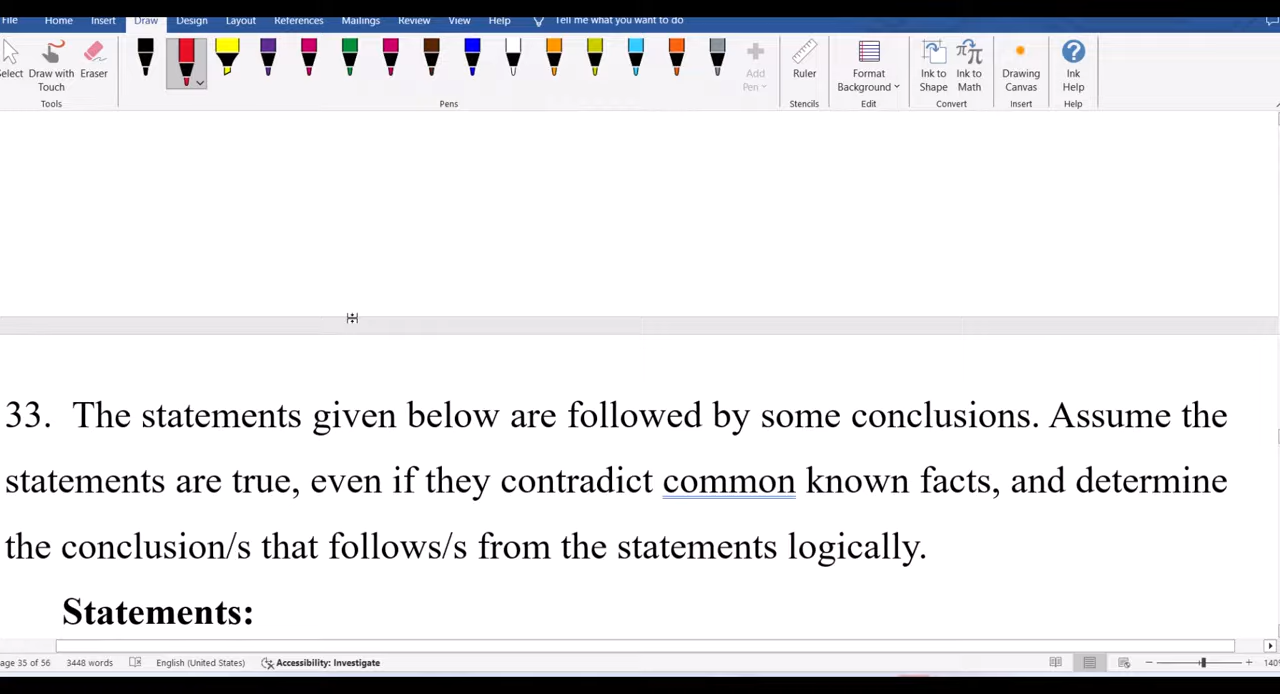 File Home Insert Draw Design Layout References Mailings Review View Help Tell me what you want to do
Select Draw with Touch Eraser Add Pen Ruler Format Background Ink to Shape Ink to Math Drawing Canvas Ink Help
Tools Pens Stencils Edit Convert Insert Help
33. The statements given below are followed by some conclusions. Assume the
statements are true, even if they contradict common known facts, and determine
the conclusion/s that follows/s from the statements logically.
Statements:
age 35 of 56 3448 words English (United States) Accessibility: Investigate 140